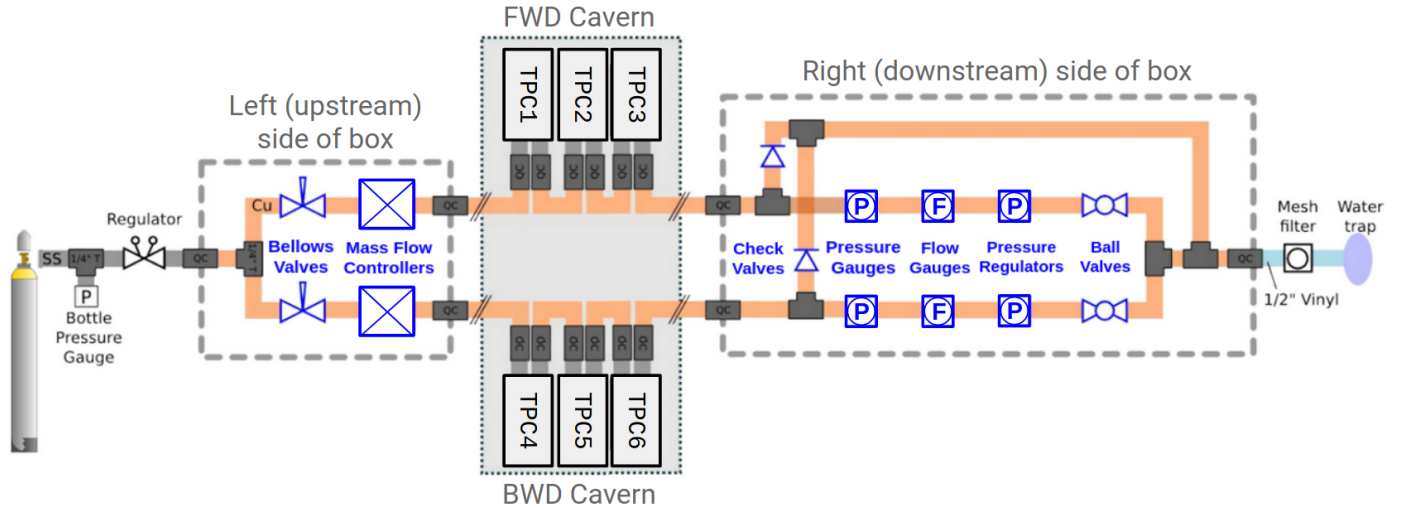 FWD Cavern
TPC1
TPC2
TPC3
QC
QC
QC
QC
QC
QC
Left (upstream)
side of box
Right (downstream) side of box
Regulator
SS
1/4" T
P
Bottle
Pressure
Gauge
QC
1/4" T
Cu
Bellows
Valves
Mass Flow
Controllers
QC
QC
QC
QC
Check
Valves
P
F
P
Pressure
Gauges
Flow
Gauges
Pressure
Regulators
Ball
Valves
P
F
P
QC
Mesh
filter
Water
trap
1/2" Vinyl
QC
QC
QC
QC
QC
QC
TPC4
TPC5
TPC6
BWD Cavern